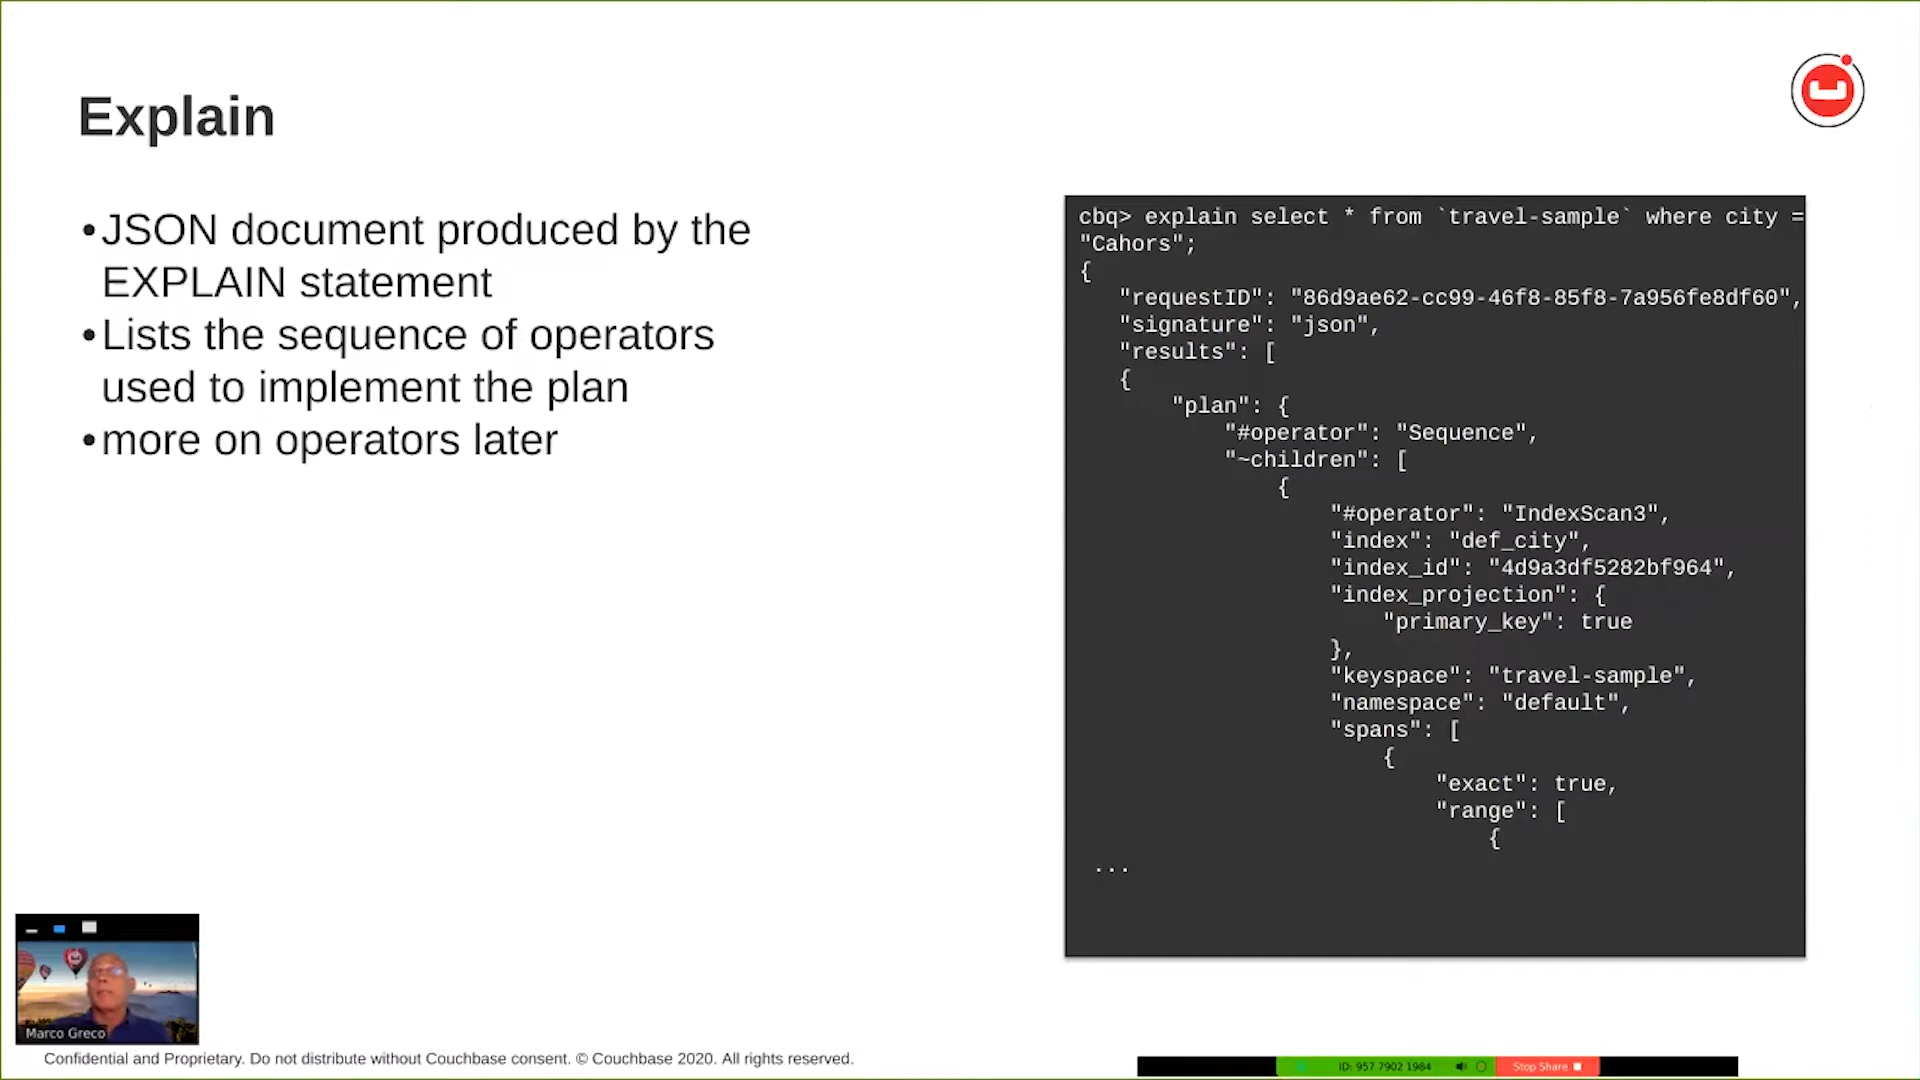 Explain
•JSON document produced by the
EXPLAIN statement
•Lists the sequence of operators
used to implement the plan
•more on operators later
cbq> explain select * from `travel-sample` where city =
"Cahors";
{
"requestID": "86d9ae62-cc99-46f8-85f8-7a956fe8df60",
"signature": "json",
"results": [
{
"plan": {
"#operator": "Sequence",
"~children": [
{
"#operator": "IndexScan3",
"index": "def_city",
"index_id": "4d9a3df5282bf964",
"index_projection": {
"primary_key": true
},
"keyspace": "travel-sample",
"namespace": "default",
"spans": [
{
"exact": true,
"range": [
{
...
Marco Greco
Confidential and Proprietary. Do not distribute without Couchbase consent. © Couchbase 2020. All rights reserved.
ID: 957 7902 1984
Stop Share